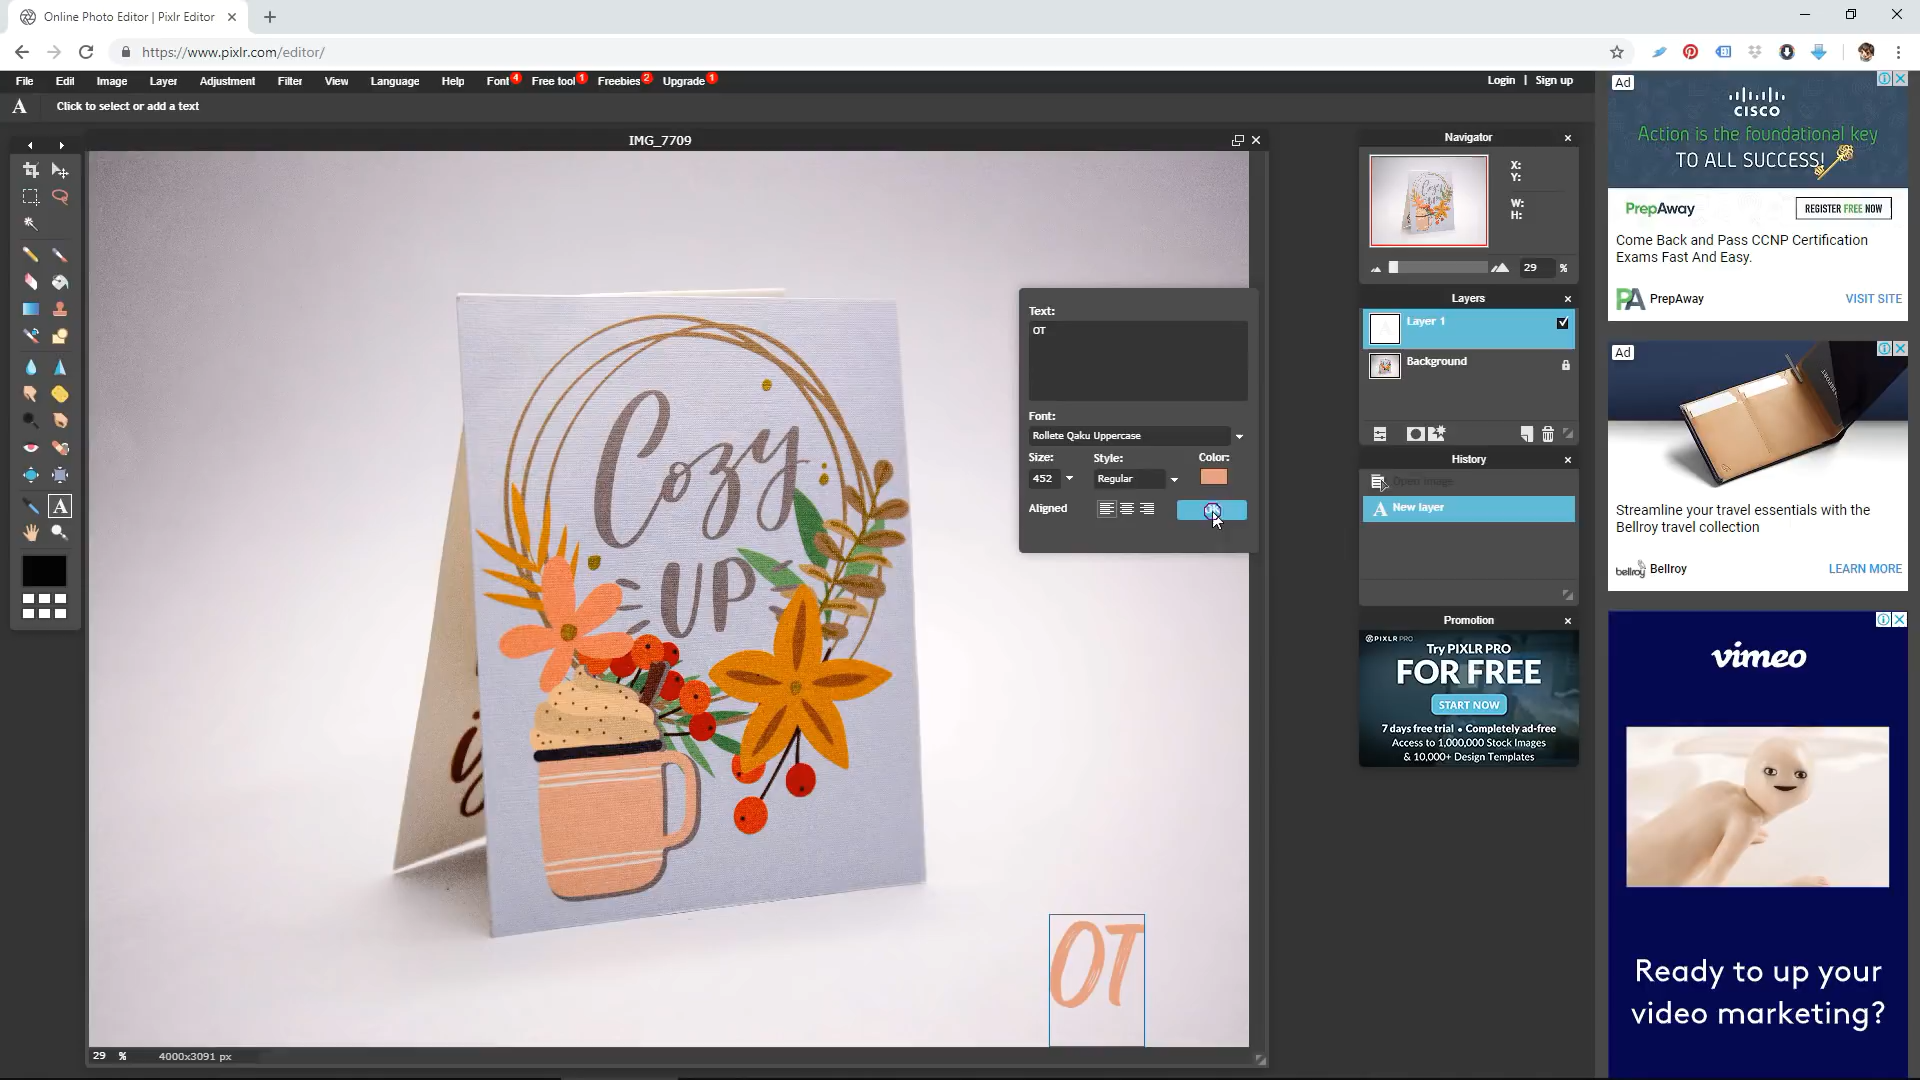 Online Photo Editor | Pixlr Editor
https://www.pixlr.com/editor/
File Edit Image Layer Adjustment Filter View Language Help Font 4 Free tool 1 Freebies 2 Upgrade 1 Login | Sign up
A Click to select or add a text
IMG_7709
Cozy
UP
OT
29 % 4000x3091 px
Text:
OT
Font:
Rollete Qaku Uppercase
Size: Style: Color:
452 Regular
Aligned
Navigator
X:
Y:
W:
H:
29 %
Layers
Layer 1
Background
History
Open image
A New layer
Promotion
PIXLR PRO
Try PIXLR PRO
FOR FREE
START NOW
7 days free trial • Completely ad-free
Access to 1,000,000 Stock Images
& 10,000+ Design Templates
Ad
CISCO
Action is the foundational key
TO ALL SUCCESS!
PrepAway REGISTER FREE NOW
Come Back and Pass CCNP Certification
Exams Fast And Easy.
PA PrepAway VISIT SITE
Ad
PASSPORT
Streamline your travel essentials with the
Bellroy travel collection
bellroy Bellroy LEARN MORE
vimeo
Ready to up your
video marketing?